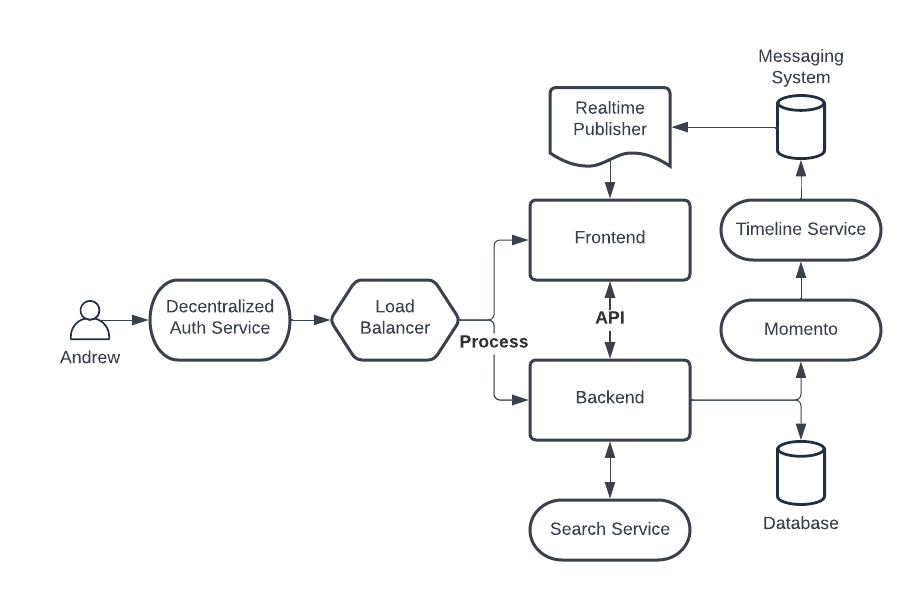 Messaging
System
Realtime
Publisher
Timeline Service
Frontend
Decentralized
Auth Service
Load
Balancer
API
Process
Momento
Andrew
Backend
Search Service
Database